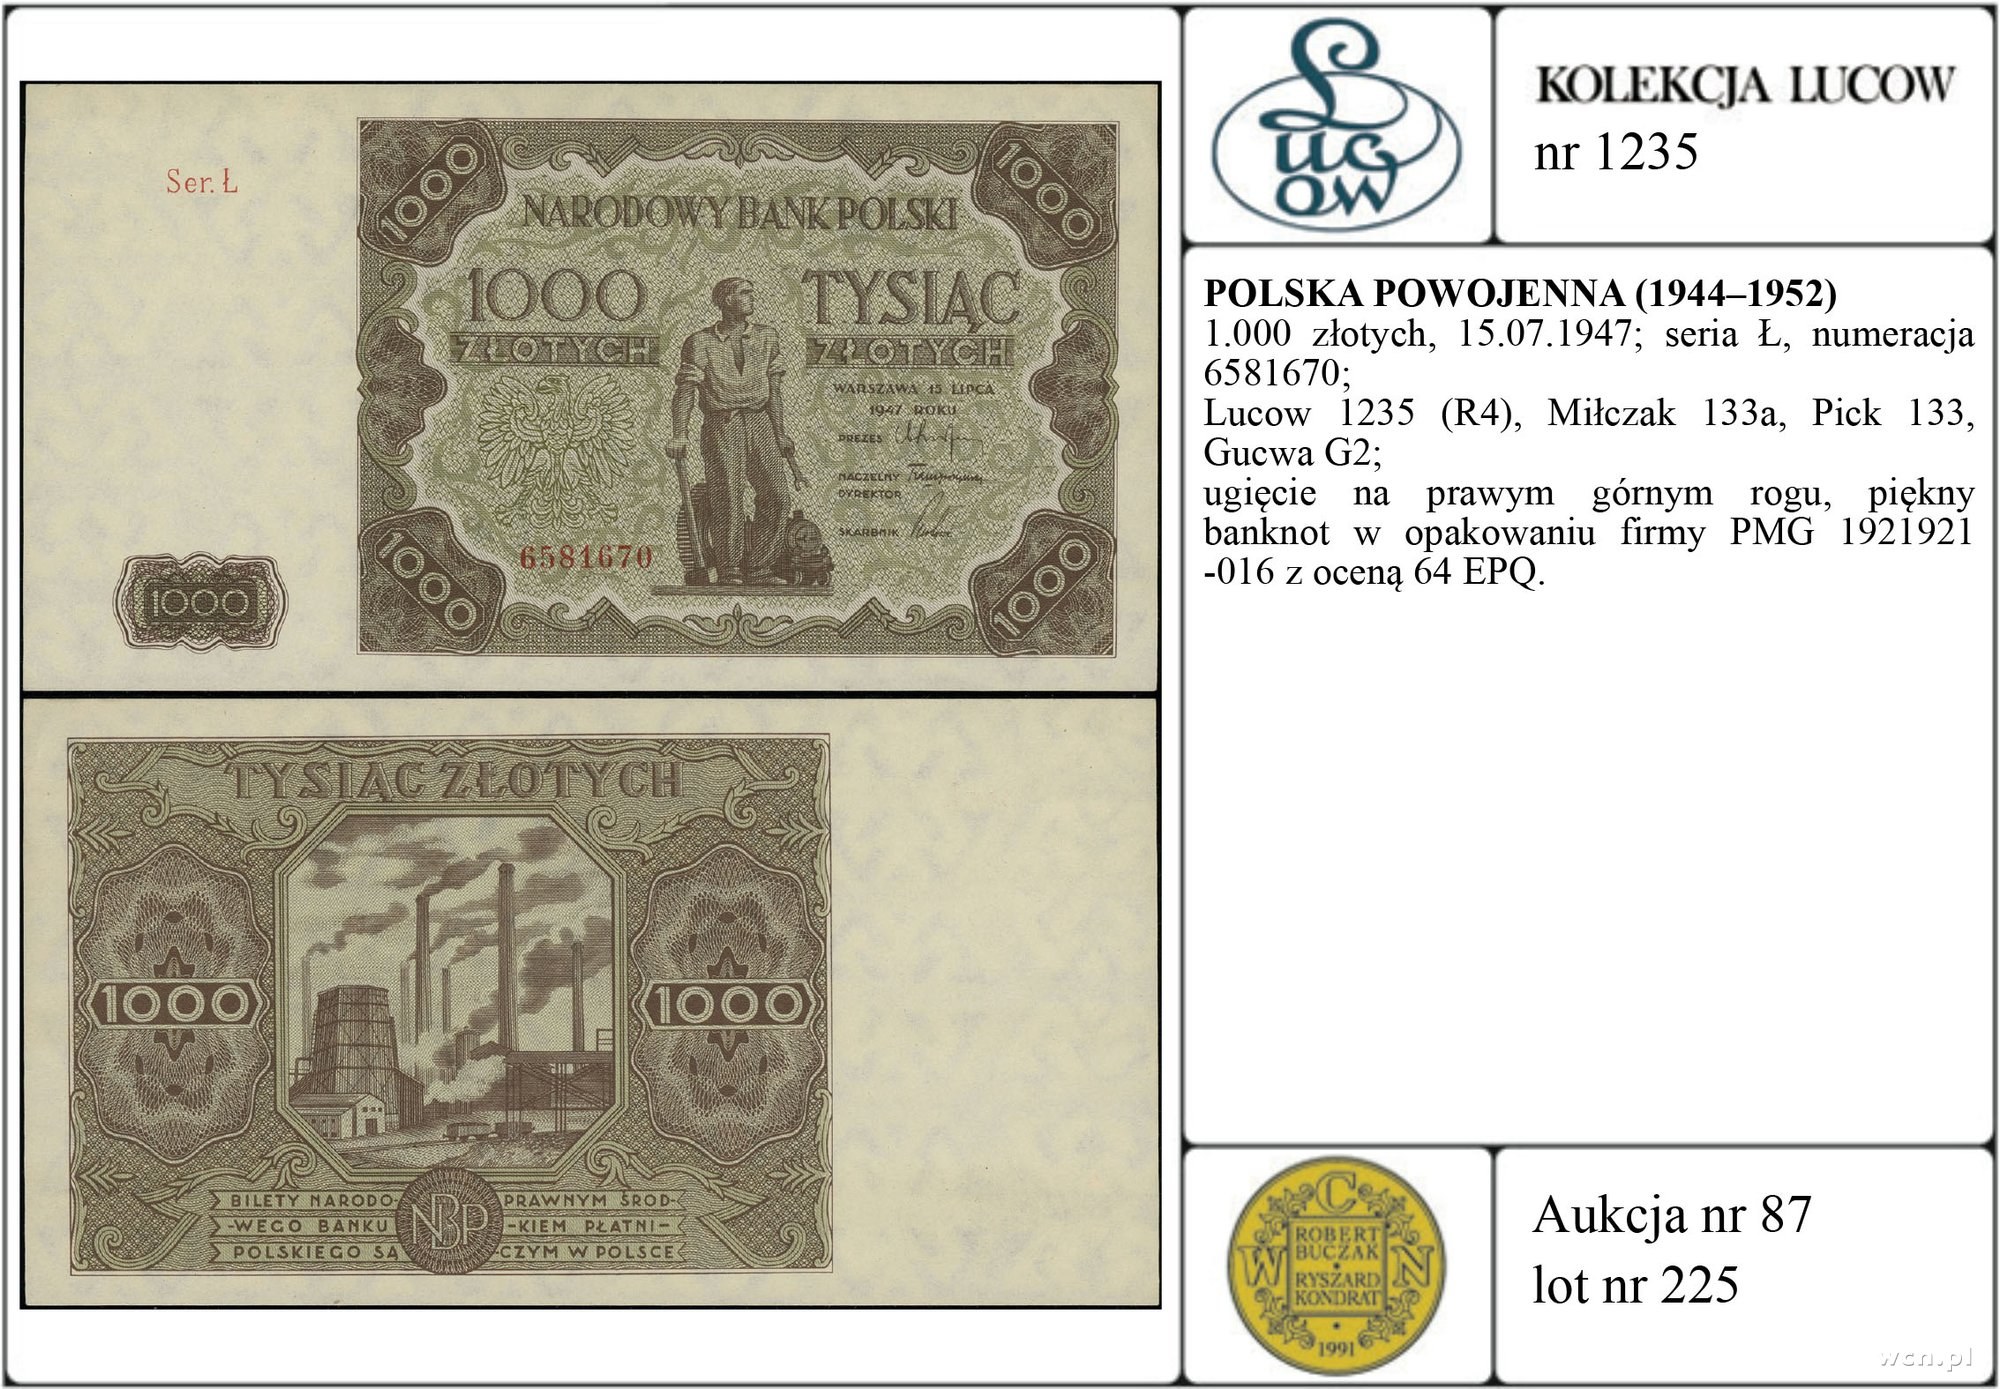 Ser. Ł
1000
1000
NARODOWY BANK POLSKI
1000
TYSIĄC
ZŁOTYCH
ZŁOTYCH
WARSZAWA 15 LIPCA
1947 ROKU
PREZES
NACZELNY
DYREKTOR
SKARBNIK
6581670
1000
1000
1000
TYSIĄC ZŁOTYCH
1000
1000
BILETY NARODO-
-WEGO BANKU
POLSKIEGO SĄ
NBP
PRAWNYM ŚROD-
-KIEM PŁATNI-
-CZYM W POLSCE
Lucow
KOLEKCJA LUCOW
nr 1235
POLSKA POWOJENNA (1944–1952)
1.000 złotych, 15.07.1947; seria Ł, numeracja
6581670;
Lucow 1235 (R4), Miłczak 133a, Pick 133,
Gucwa G2;
ugięcie na prawym górnym rogu, piękny
banknot w opakowaniu firmy PMG 1921921
-016 z oceną 64 EPQ.
W C N
ROBERT
BUCZAK
RYSZARD
KONDRAT
1991
Aukcja nr 87
lot nr 225
wcn.pl